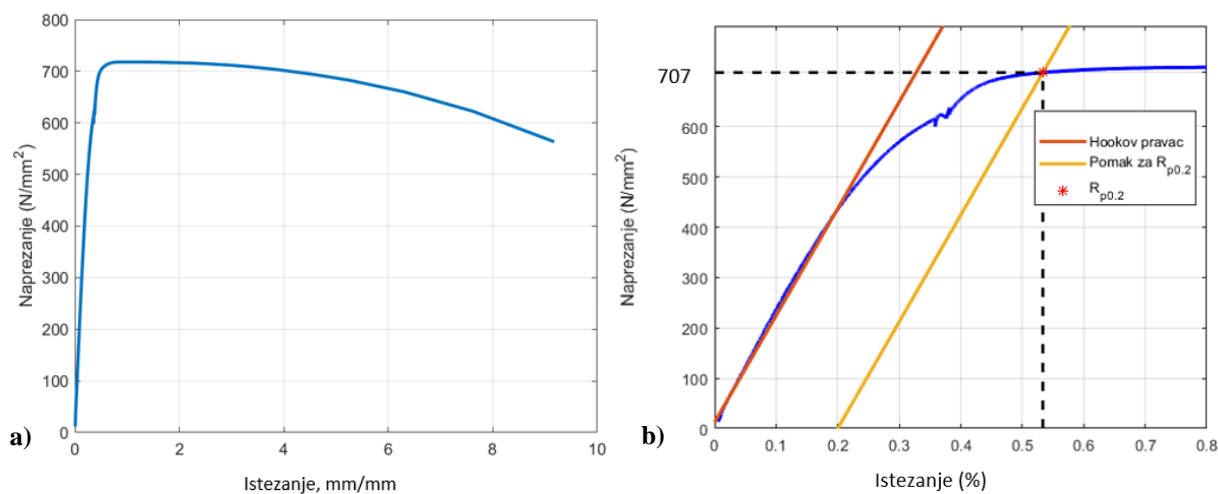 800
700
600
500
400
300
200
100
0
0 2 4 6 8 10
Naprezanje (N/mm²)
Istezanje, mm/mm
a)
707
600
500
400
300
200
100
0
0 0.1 0.2 0.3 0.4 0.5 0.6 0.7 0.8
Naprezanje (N/mm²)
Istezanje (%)
Hookov pravac
Pomak za Rp0.2
Rp0.2
b)